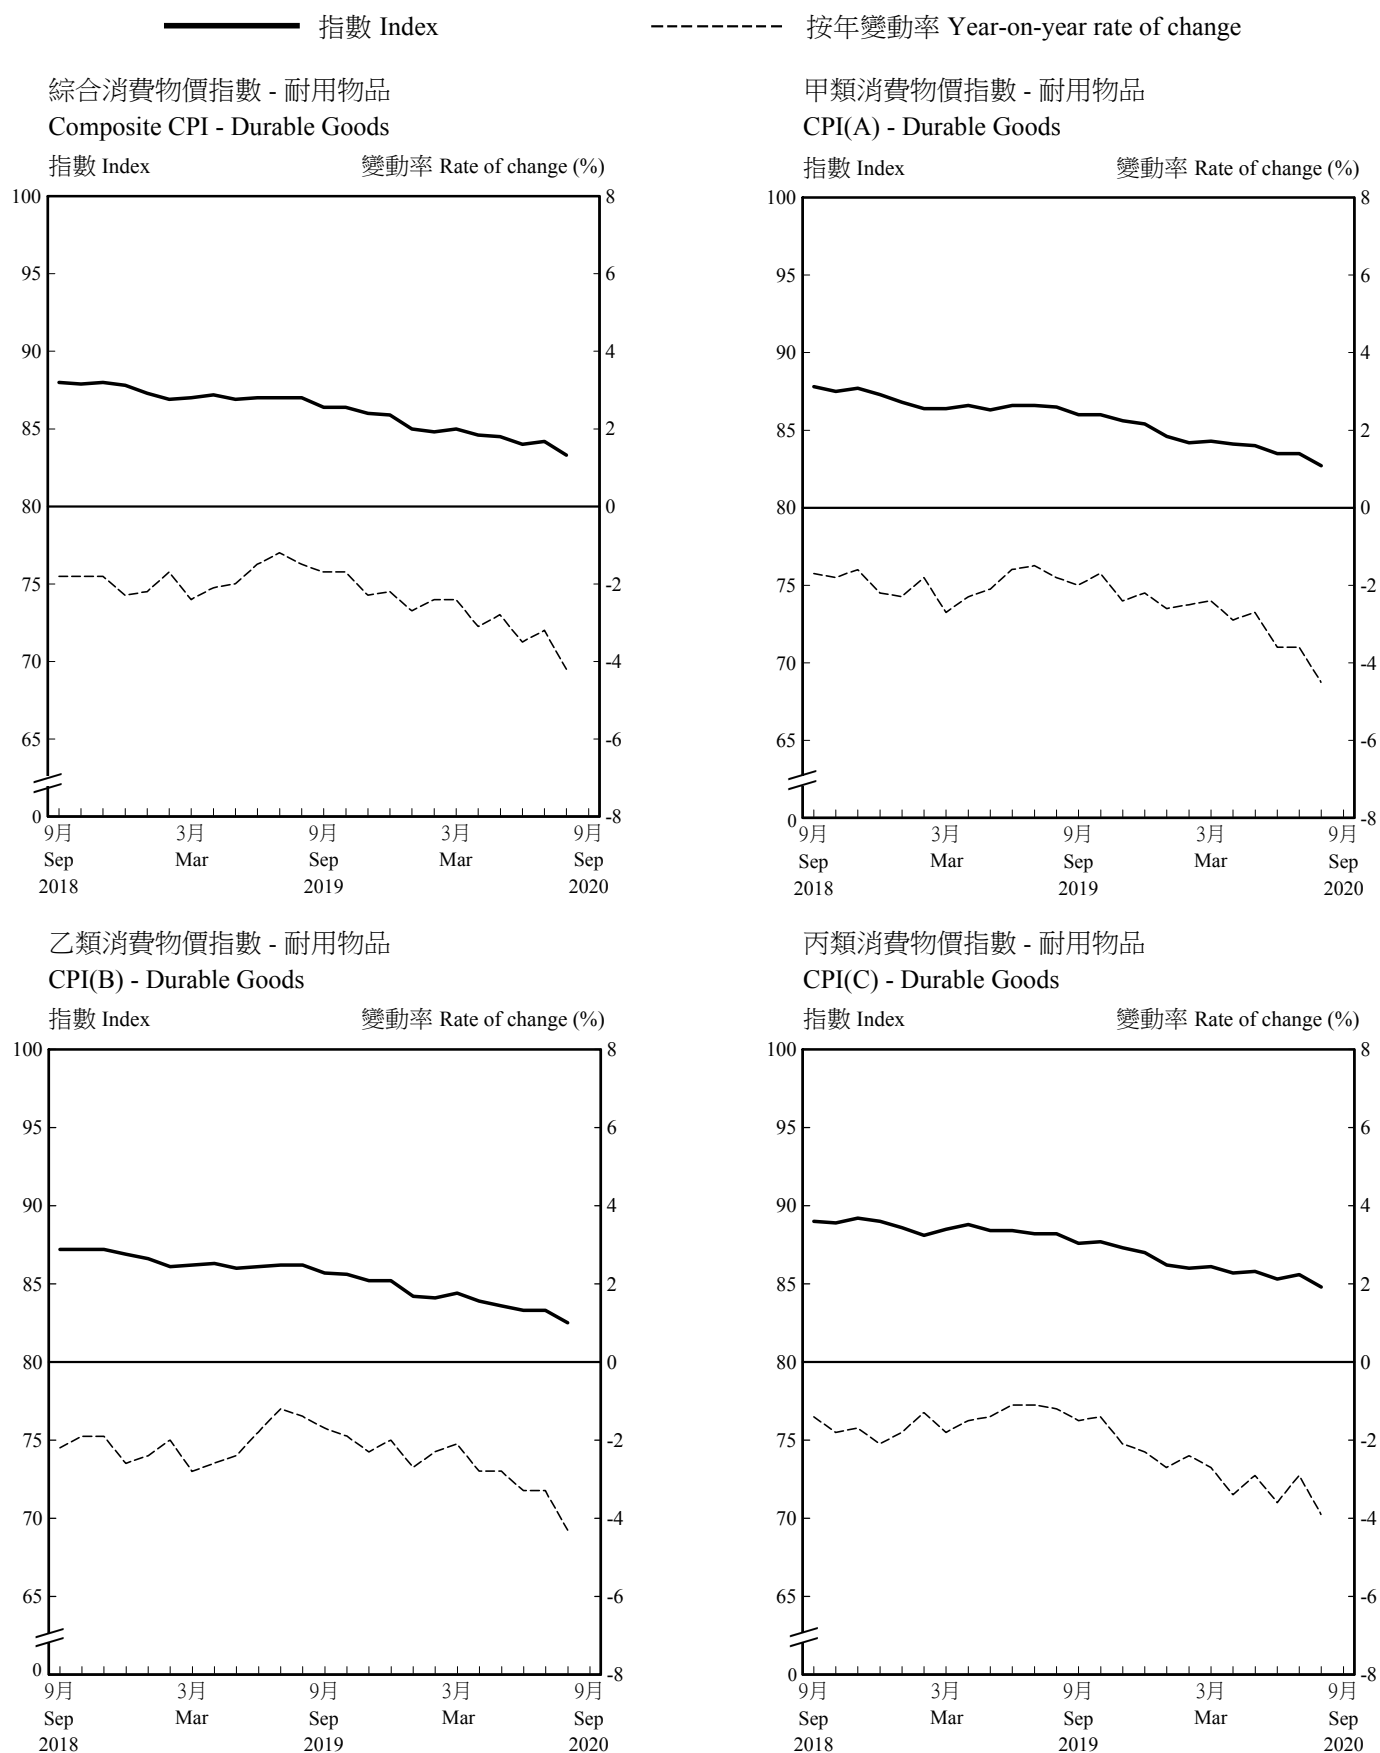 指數 Index
按年變動率 Year-on-year rate of change
綜合消費物價指數 - 耐用物品
Composite CPI - Durable Goods
指數 Index 變動率 Rate of change (%)
100 8
95 6
90 4
85 2
80 0
75 -2
70 -4
65 -6
0 -8
9月 3月 9月 3月 9月
Sep Mar Sep Mar Sep
2018 2019 2020
甲類消費物價指數 - 耐用物品
CPI(A) - Durable Goods
指數 Index 變動率 Rate of change (%)
100 8
95 6
90 4
85 2
80 0
75 -2
70 -4
65 -6
0 -8
9月 3月 9月 3月 9月
Sep Mar Sep Mar Sep
2018 2019 2020
乙類消費物價指數 - 耐用物品
CPI(B) - Durable Goods
指數 Index 變動率 Rate of change (%)
100 8
95 6
90 4
85 2
80 0
75 -2
70 -4
65 -6
0 -8
9月 3月 9月 3月 9月
Sep Mar Sep Mar Sep
2018 2019 2020
丙類消費物價指數 - 耐用物品
CPI(C) - Durable Goods
指數 Index 變動率 Rate of change (%)
100 8
95 6
90 4
85 2
80 0
75 -2
70 -4
65 -6
0 -8
9月 3月 9月 3月 9月
Sep Mar Sep Mar Sep
2018 2019 2020